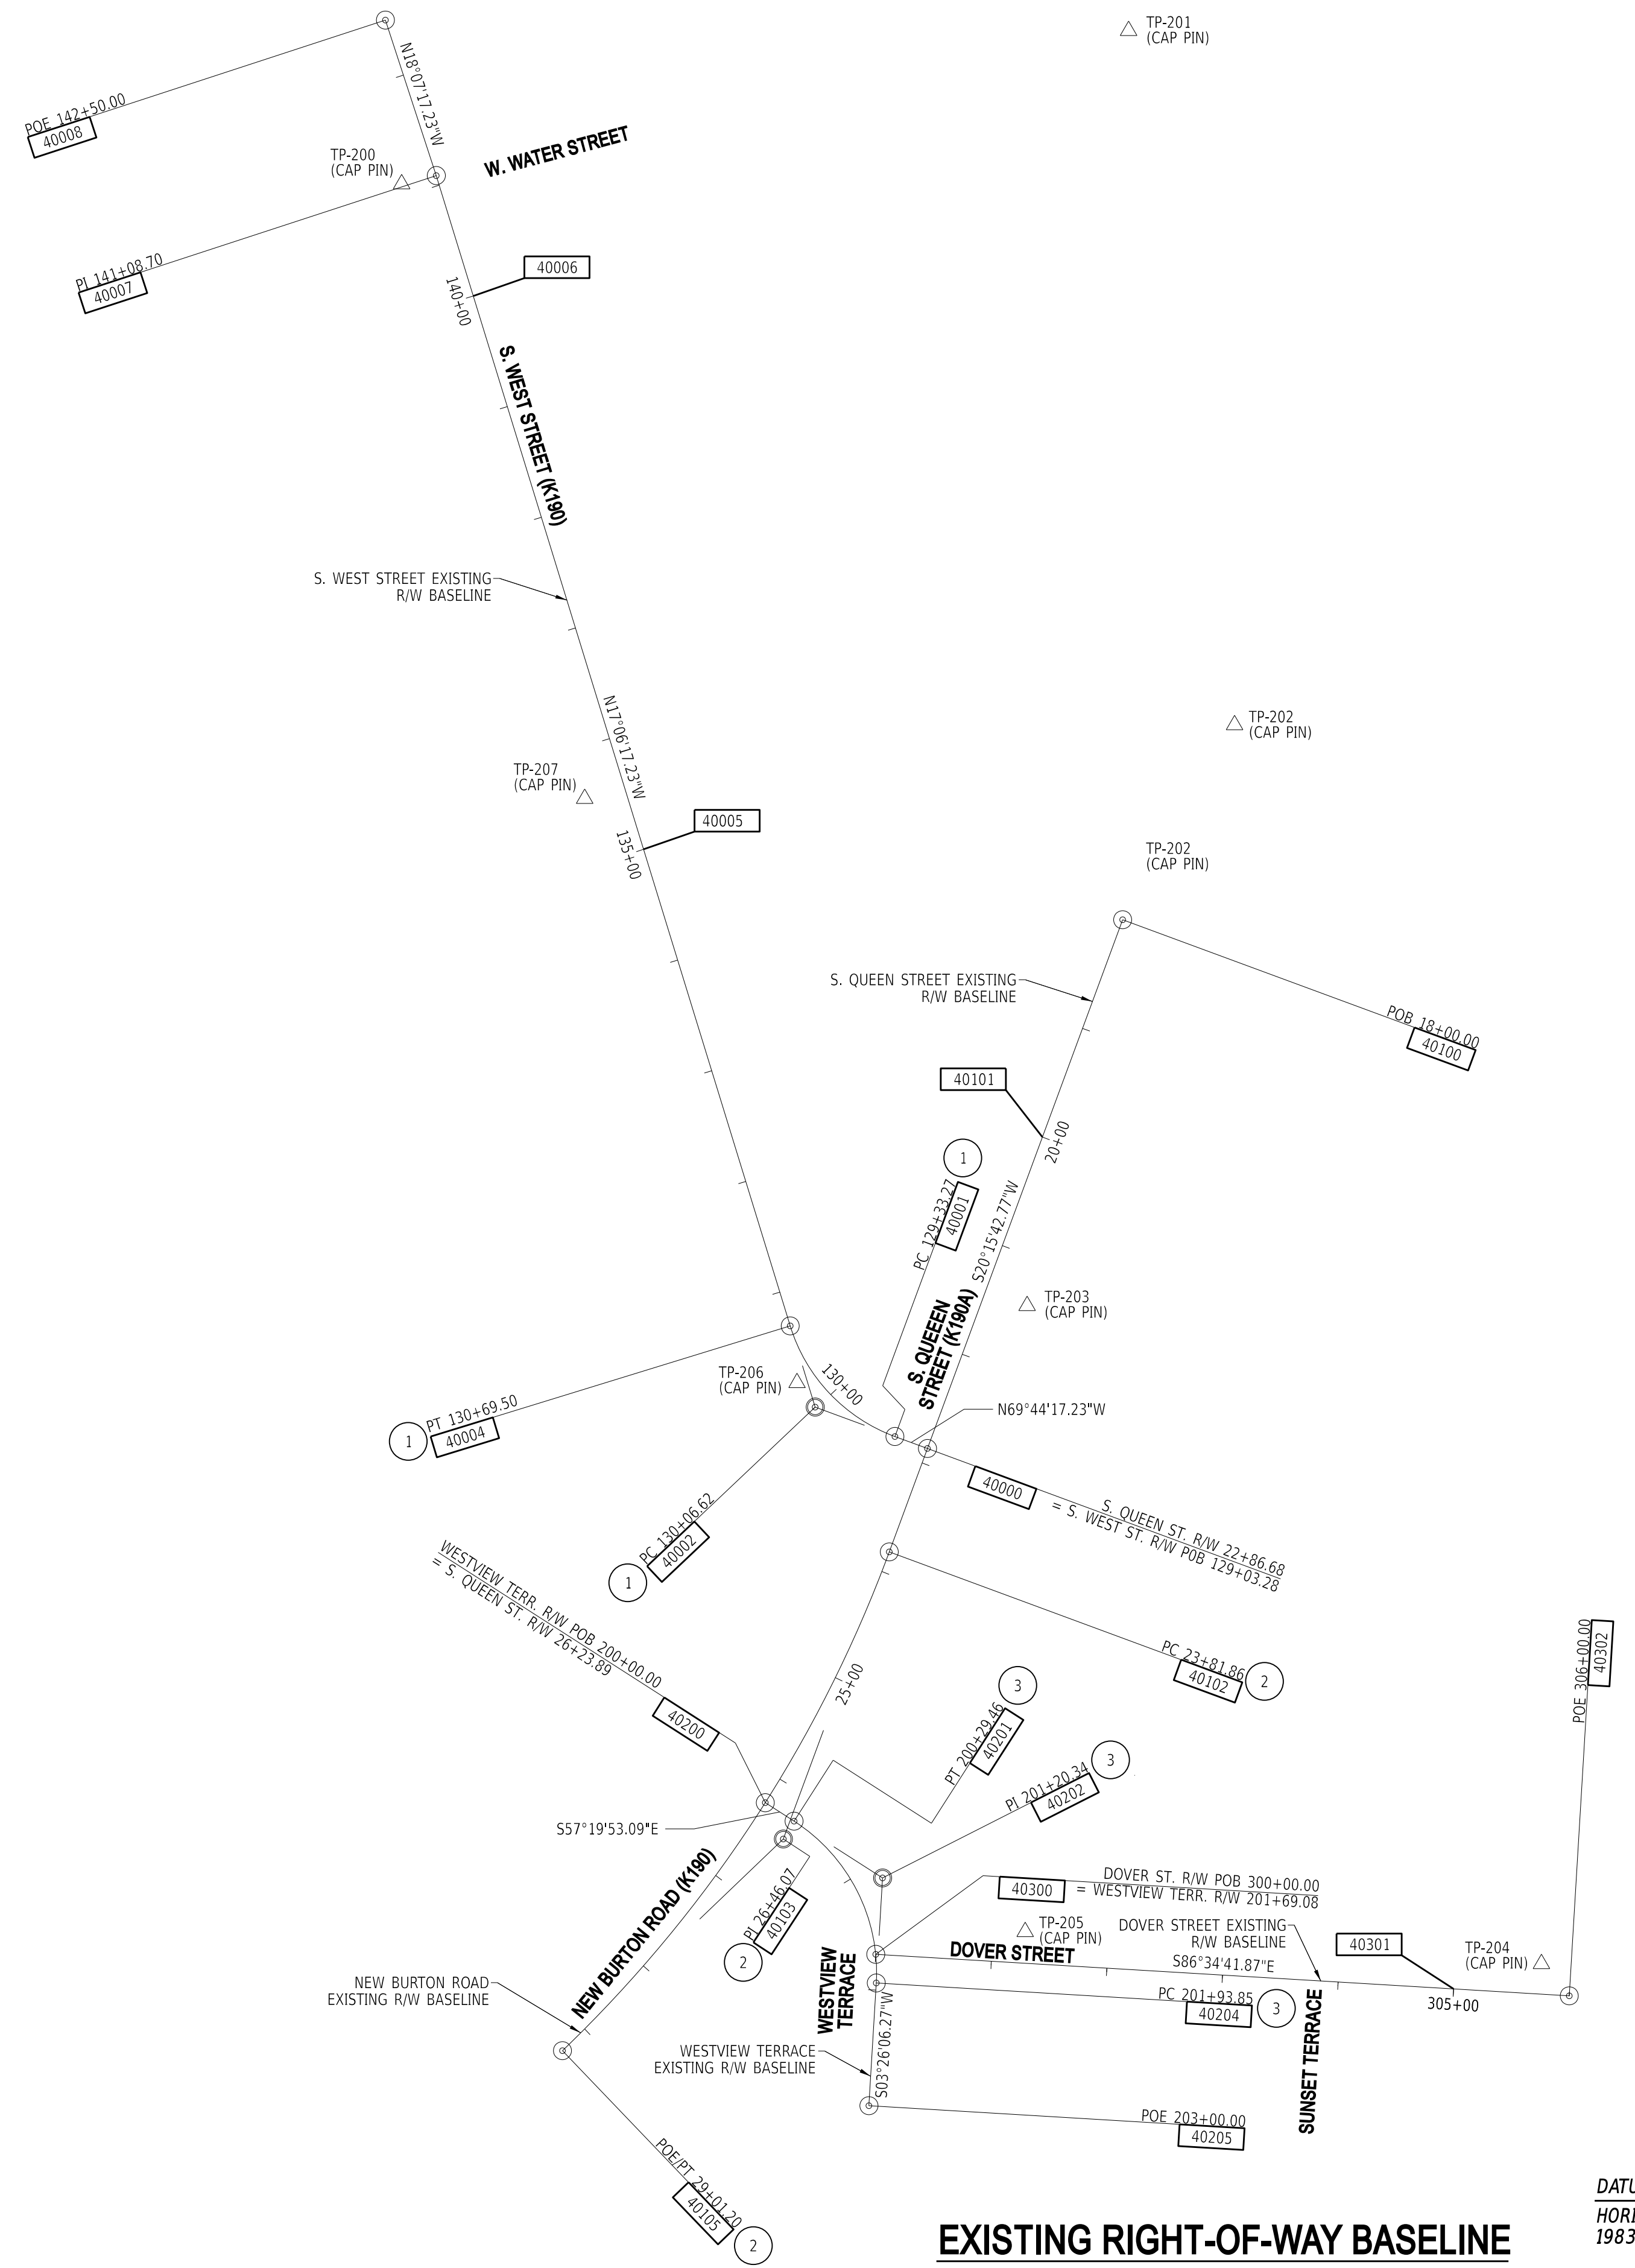 TP-201
(CAP PIN)
N18°07'17.23"W
POE 142+50.00
40008
TP-200
(CAP PIN)
W. WATER STREET
PI 141+08.70
40007
40006
140+00
S. WEST STREET (K190)
S. WEST STREET EXISTING
R/W BASELINE
N17°06'17.23"W
TP-202
(CAP PIN)
TP-207
(CAP PIN)
40005
135+00
TP-202
(CAP PIN)
S. QUEEN STREET EXISTING
R/W BASELINE
POB 18+00.00
40100
40101
20+00
1
PC 129+33.27
40001
S20°15'42.77"W
S. QUEEEN
STREET (K190A)
TP-203
(CAP PIN)
TP-206
(CAP PIN)
130+00
N69°44'17.23"W
1
PT 130+69.50
40004
40000
S. QUEEN ST. R/W 22+86.68
= S. WEST ST. R/W P0B 129+03.28
PC 130+06.62
40002
1
WESTVIEW TERR. R/W POB 200+00.00
= S. QUEEN ST. R/W 26+23.89
40200
PC 23+81.86
40102
2
25+00
3
PT 200+29.46
40201
PI 201+20.34
40202
3
POE 306+00.00
40302
S57°19'53.09"E
NEW BURTON ROAD (K190)
PI 26+46.07
40103
2
DOVER ST. R/W POB 300+00.00
40300
= WESTVIEW TERR. R/W 201+69.08
TP-205
(CAP PIN)
DOVER STREET EXISTING
R/W BASELINE
40301
TP-204
(CAP PIN)
DOVER STREET
S86°34'41.87"E
WESTVIEW
TERRACE
PC 201+93.85
40204
3
305+00
SUNSET TERRACE
NEW BURTON ROAD
EXISTING R/W BASELINE
WESTVIEW TERRACE
EXISTING R/W BASELINE
S03°26'06.27"W
POE 203+00.00
40205
POE/PT 29+01.20
40105
2
EXISTING RIGHT-OF-WAY BASELINE
DATU
HORI
1983